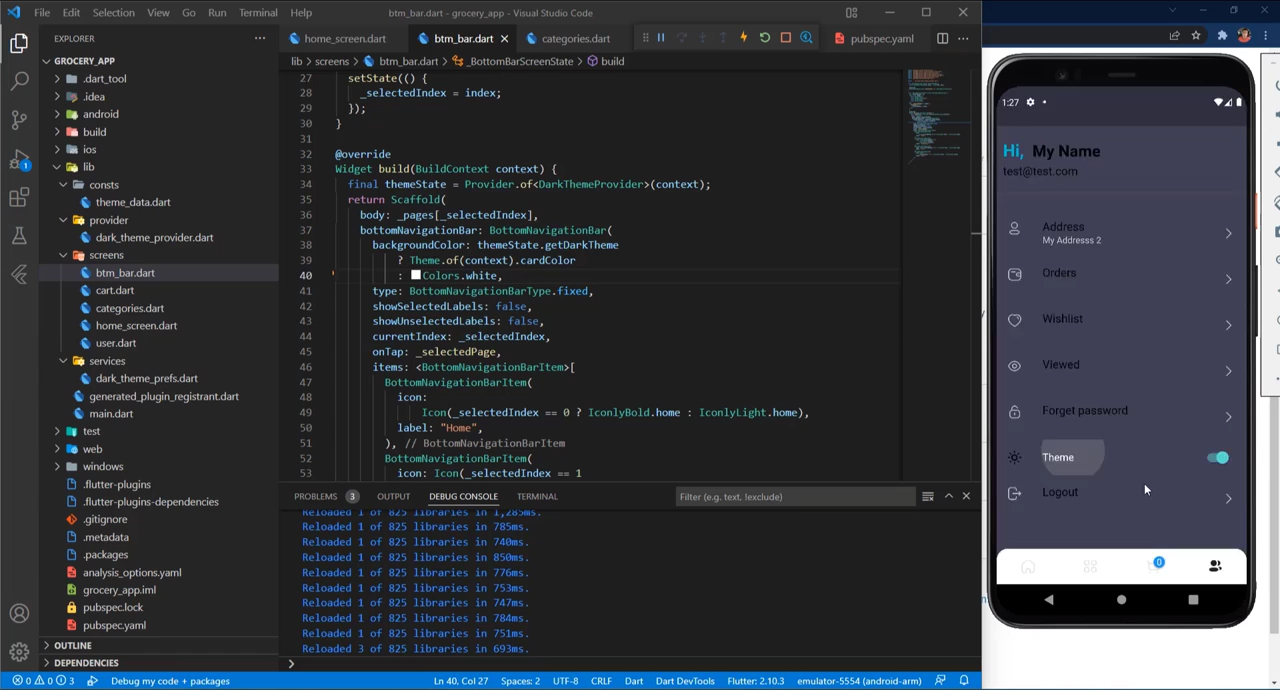 File Edit Selection View Go Run Terminal Help
btm_bar.dart - grocery_app - Visual Studio Code
EXPLORER
GROCERY_APP
.dart_tool
.idea
android
build
ios
lib
consts
theme_data.dart
provider
dark_theme_provider.dart
screens
btm_bar.dart
cart.dart
categories.dart
home_screen.dart
user.dart
services
dark_theme_prefs.dart
generated_plugin_registrant.dart
main.dart
test
web
windows
.flutter-plugins
.flutter-plugins-dependencies
.gitignore
.metadata
.packages
analysis_options.yaml
grocery_app.iml
pubspec.lock
pubspec.yaml
OUTLINE
DEPENDENCIES
1
home_screen.dart
btm_bar.dart
categories.dart
pubspec.yaml
lib > screens > btm_bar.dart > _BottomBarScreenState > build
27 setState(() {
28 _selectedIndex = index;
29 });
30 }
31
32 @override
33 Widget build(BuildContext context) {
34 final themeState = Provider.of<DarkThemeProvider>(context);
35 return Scaffold(
36 body: _pages[_selectedIndex],
37 bottomNavigationBar: BottomNavigationBar(
38 backgroundColor: themeState.getDarkTheme
39 ? Theme.of(context).cardColor
40 : Colors.white,
41 type: BottomNavigationBarType.fixed,
42 showSelectedLabels: false,
43 showUnselectedLabels: false,
44 currentIndex: _selectedIndex,
45 onTap: _selectedPage,
46 items: <BottomNavigationBarItem>[
47 BottomNavigationBarItem(
48 icon:
49 Icon(_selectedIndex == 0 ? IconlyBold.home : IconlyLight.home),
50 label: "Home",
51 ), // BottomNavigationBarItem
52 BottomNavigationBarItem(
53 icon: Icon(_selectedIndex == 1
PROBLEMS 3 OUTPUT DEBUG CONSOLE TERMINAL
Filter (e.g. text, !exclude)
Reloaded 1 of 825 libraries in 1,285ms.
Reloaded 1 of 825 libraries in 785ms.
Reloaded 1 of 825 libraries in 740ms.
Reloaded 1 of 825 libraries in 850ms.
Reloaded 1 of 825 libraries in 776ms.
Reloaded 1 of 825 libraries in 753ms.
Reloaded 1 of 825 libraries in 747ms.
Reloaded 1 of 825 libraries in 784ms.
Reloaded 1 of 825 libraries in 751ms.
Reloaded 3 of 825 libraries in 693ms.
0 0 3 Debug my code + packages
Ln 40, Col 27 Spaces: 2 UTF-8 CRLF Dart Dart DevTools Flutter: 2.10.3 emulator-5554 (android-arm)
1:27
Hi, My Name
test@test.com
Address
My Addresss 2
Orders
Wishlist
Viewed
Forget password
Theme
Logout
0